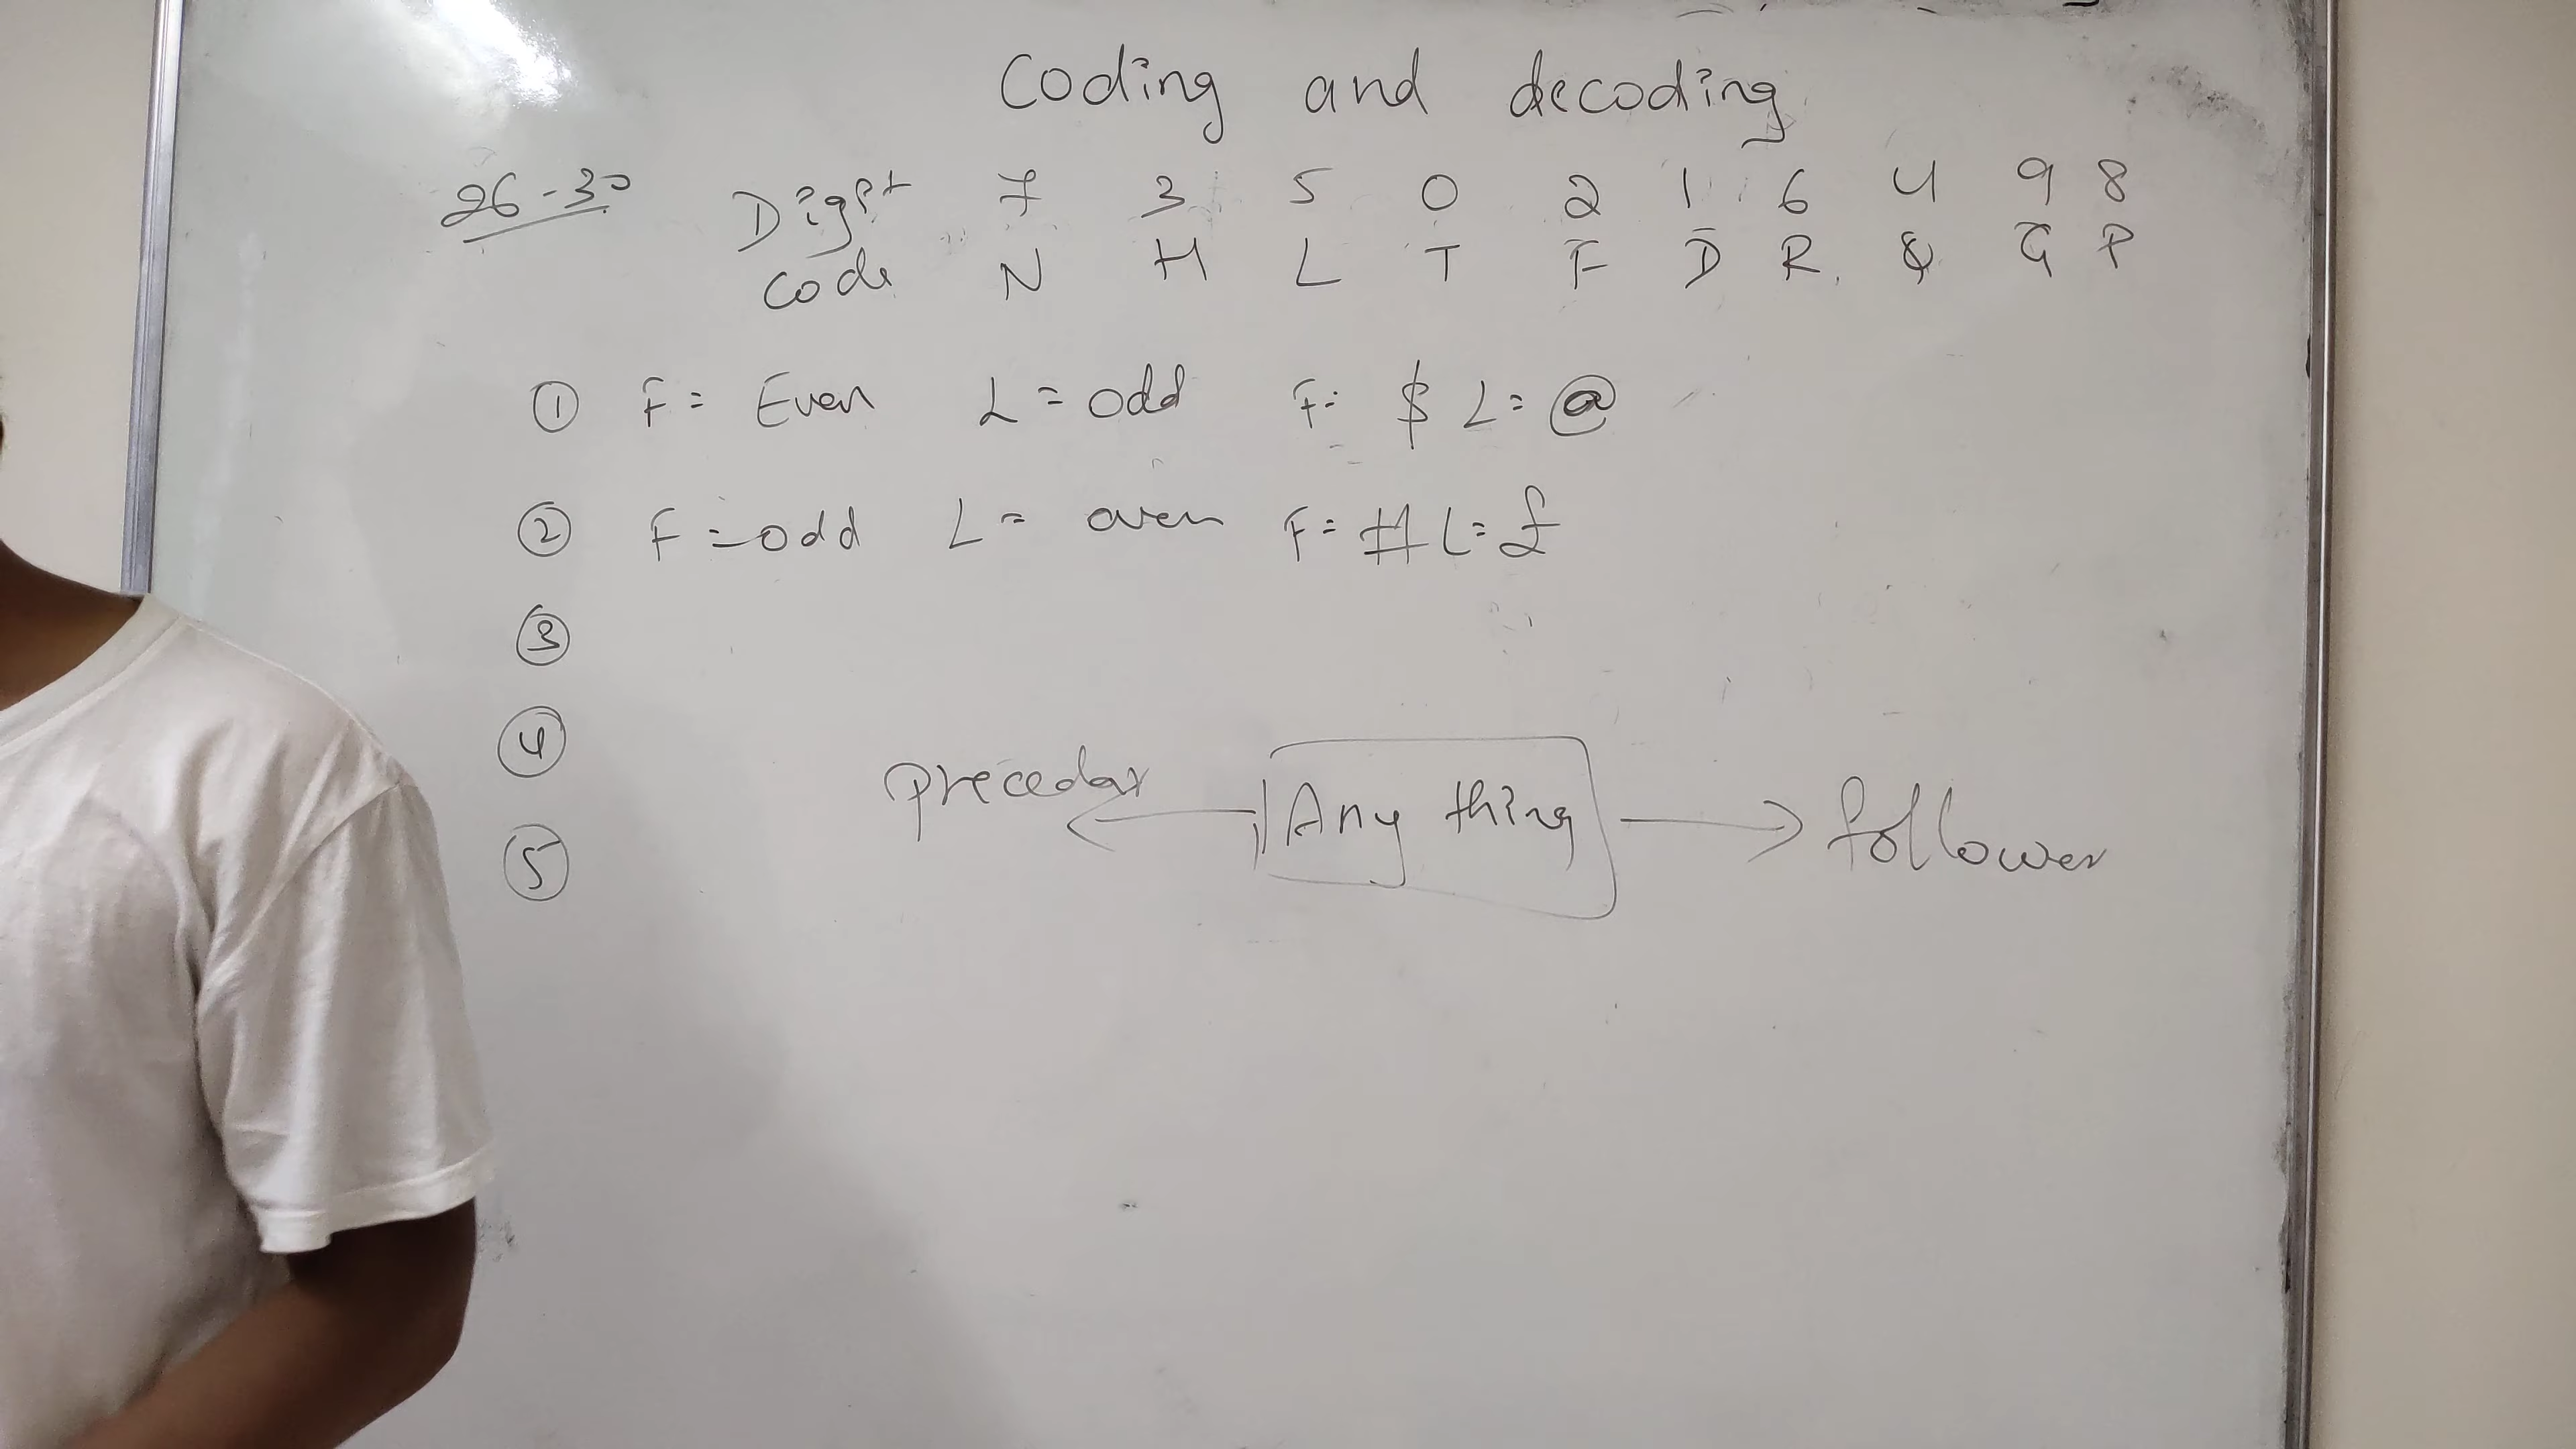 Coding and decoding
26-30 Digit 7 3 5 0 2 1 6 4 9 8
Code N H L T F D R & G P
① F = Even L = odd F = $ L = @
② F = odd L = even F = # L = £
③
④
⑤
preceder ← Any thing → follower